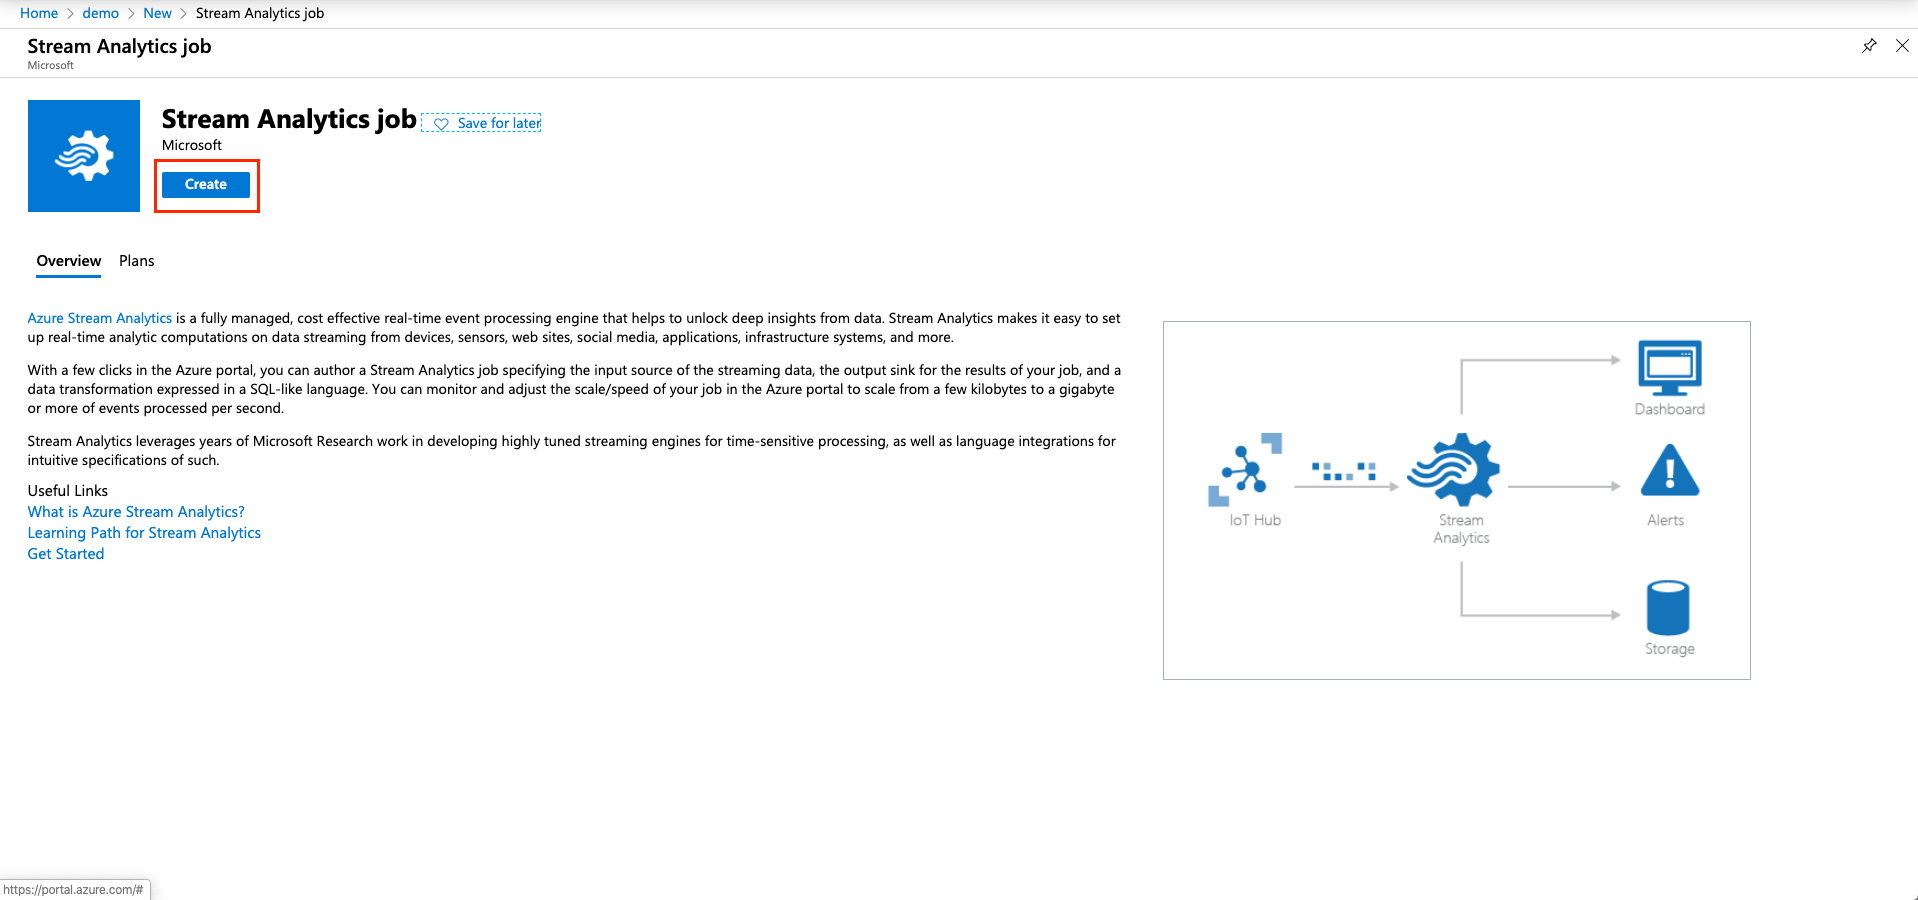 Home > demo > New > Stream Analytics job
Stream Analytics job
Microsoft
Stream Analytics job
Save for later
Microsoft
Create
Overview Plans
Azure Stream Analytics is a fully managed, cost effective real-time event processing engine that helps to unlock deep insights from data. Stream Analytics makes it easy to set
up real-time analytic computations on data streaming from devices, sensors, web sites, social media, applications, infrastructure systems, and more.
With a few clicks in the Azure portal, you can author a Stream Analytics job specifying the input source of the streaming data, the output sink for the results of your job, and a
data transformation expressed in a SQL-like language. You can monitor and adjust the scale/speed of your job in the Azure portal to scale from a few kilobytes to a gigabyte
or more of events processed per second.
Stream Analytics leverages years of Microsoft Research work in developing highly tuned streaming engines for time-sensitive processing, as well as language integrations for
intuitive specifications of such.
Useful Links
What is Azure Stream Analytics?
Learning Path for Stream Analytics
Get Started
Dashboard
IoT Hub
Stream
Analytics
Alerts
Storage
https://portal.azure.com/#